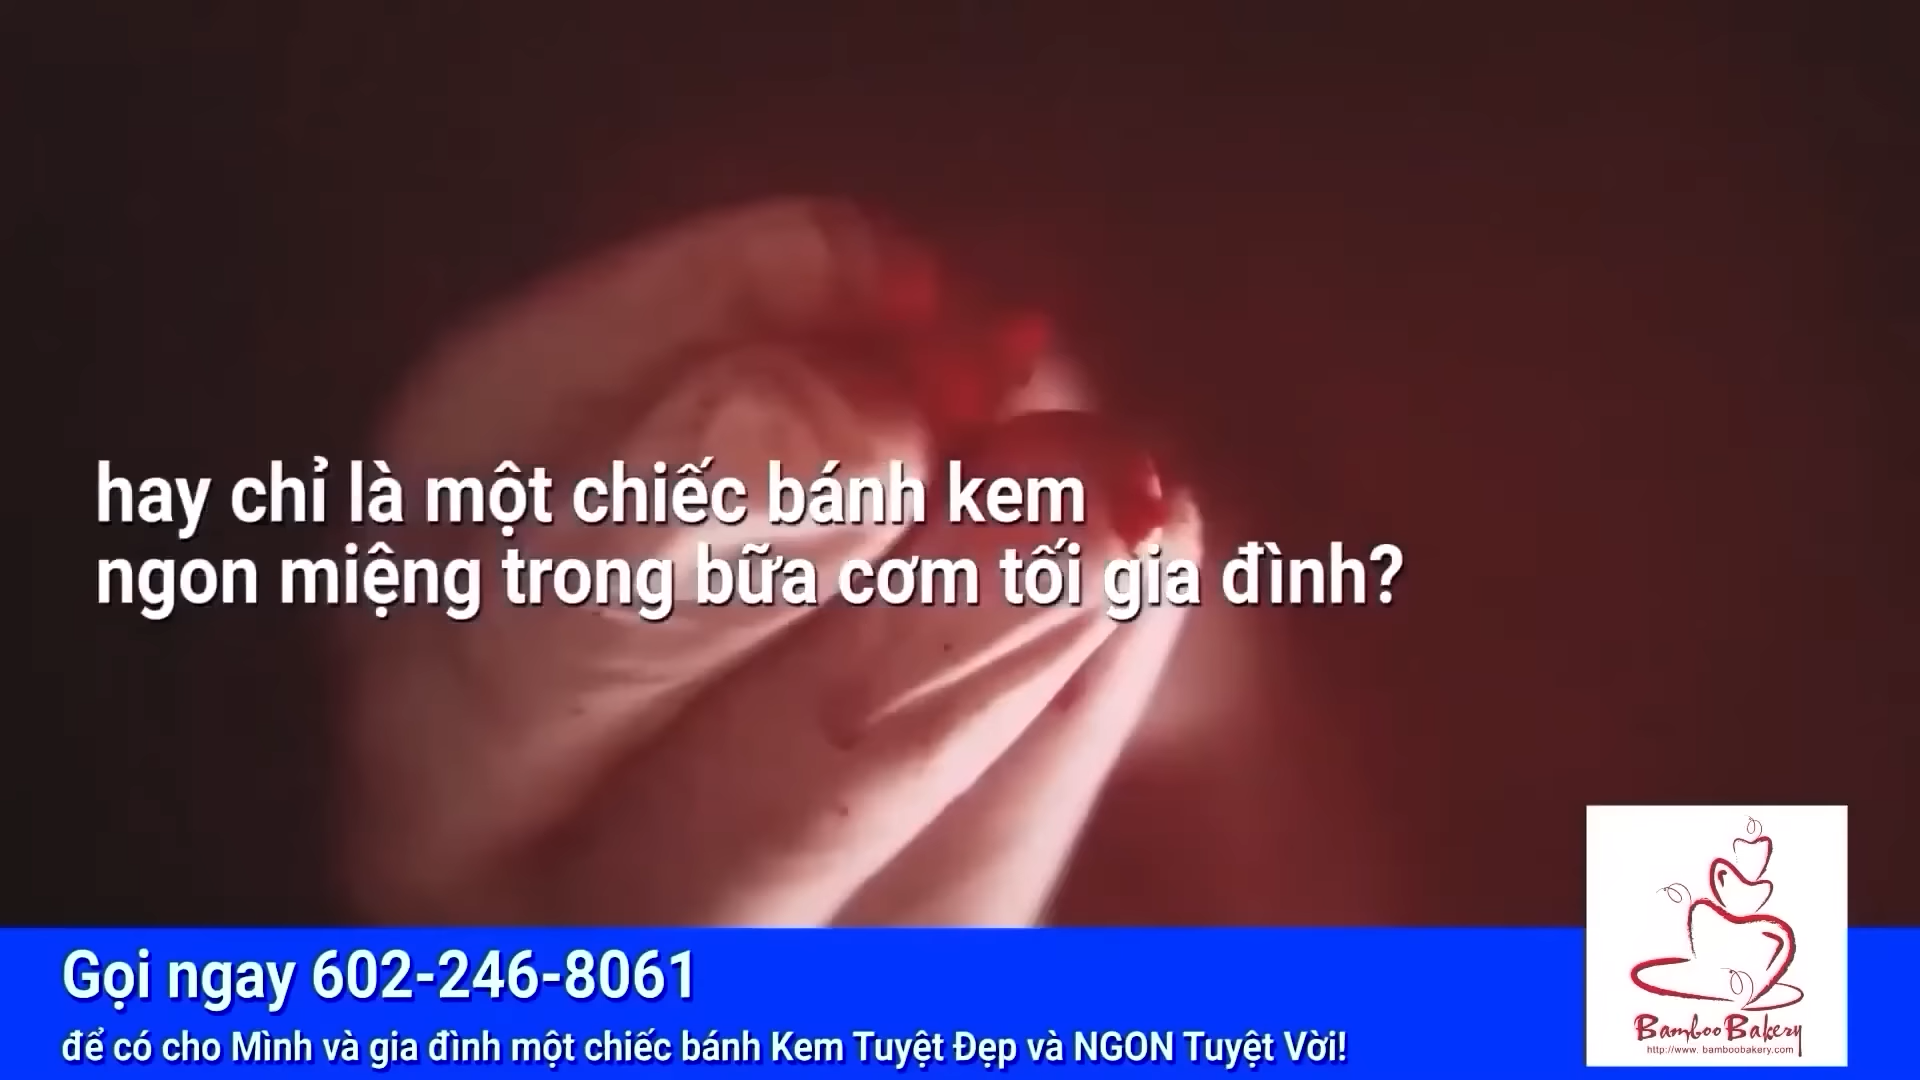 hay chỉ là một chiếc bánh kem
ngon miệng trong bữa cơm tối gia đình?
Gọi ngay 602-246-8061
để có cho Mình và gia đình một chiếc bánh Kem Tuyệt Đẹp và NGON Tuyệt Vời!
Bamboo Bakery
http://www. bamboobakery.com